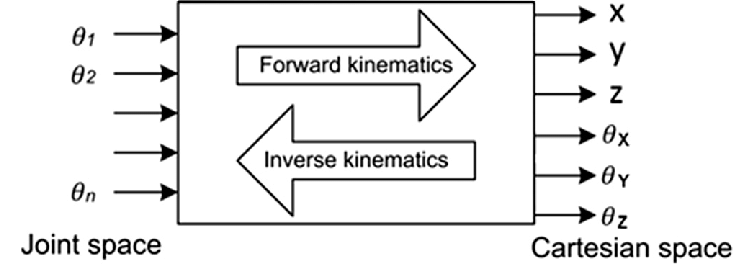 θ1
θ2
θn
Joint space
Forward kinematics
Inverse kinematics
x
y
z
θX
θY
θZ
Cartesian space